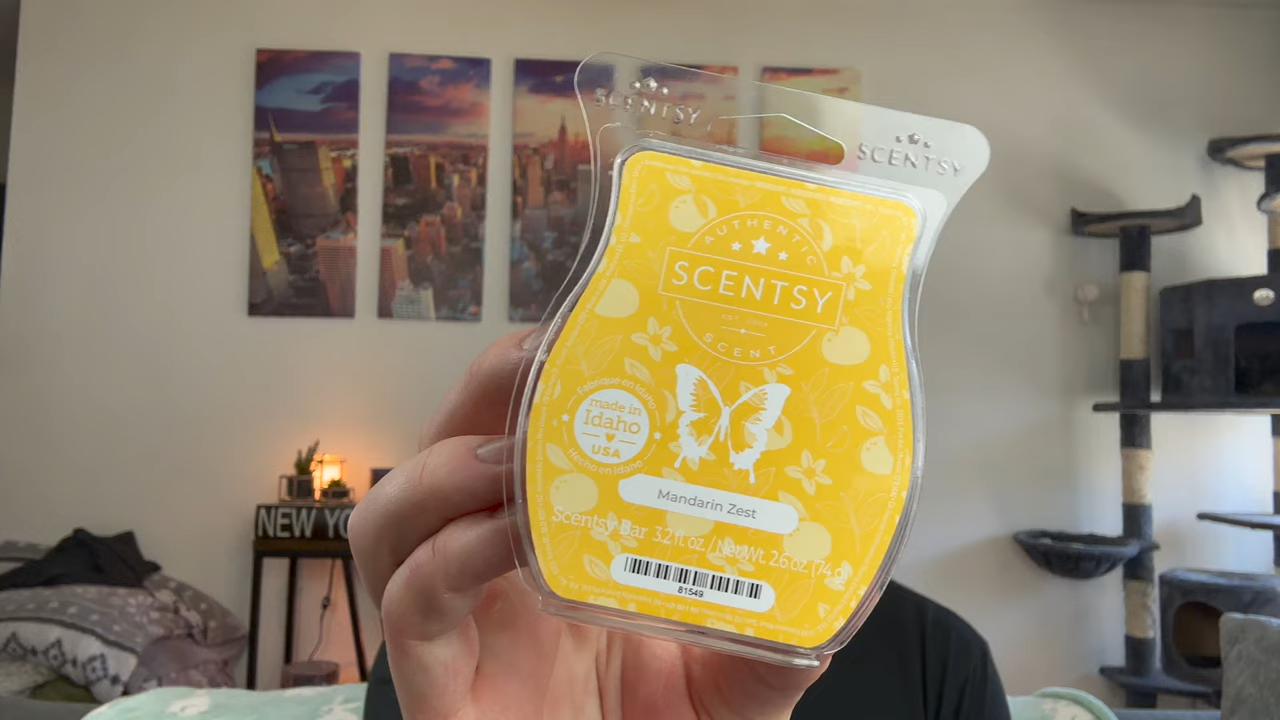 SCENTSY
SCENTSY
AUTHENTIC
SCENTSY
SCENT
Fabriqué en Idaho
made in
Idaho
USA
Hecho en Idaho
Mandarin Zest
Scentsy Bar 3.2 fl oz / Net Wt. 2.6 oz (74 g
81549
NEW YO